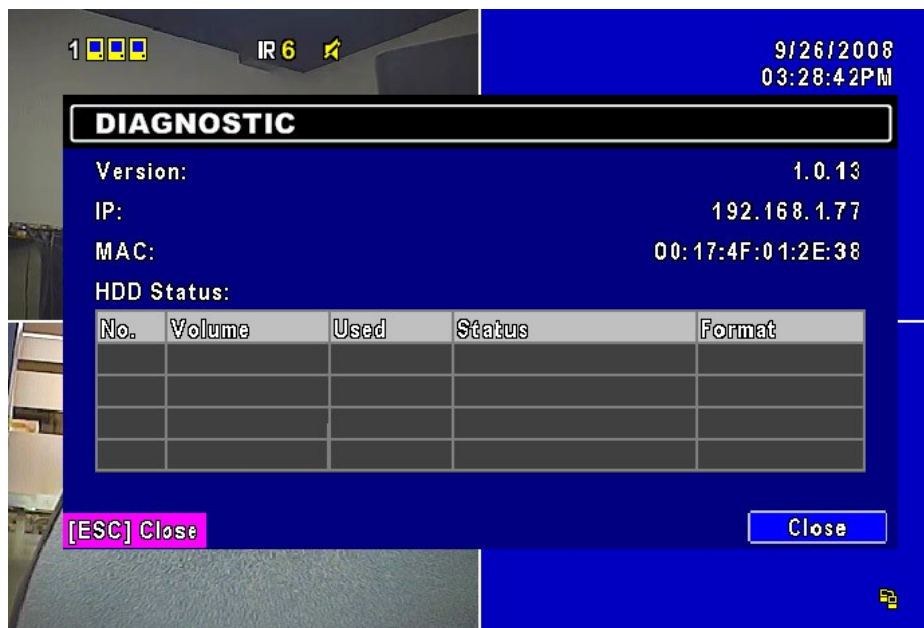 1 IR 6 9/26/2008
03:28:42PM
DIAGNOSTIC
Version: 1.0.13
IP: 192.168.1.77
MAC: 00:17:4F:01:2E:38
HDD Status:
No. Volume Used Status Format
[ESC] Close Close